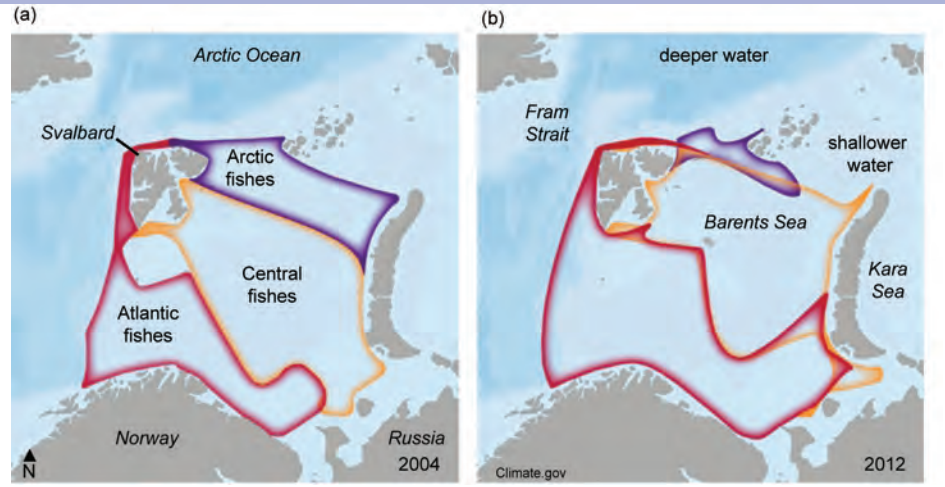 (a)
Arctic Ocean
Svalbard
Arctic
fishes
Central
fishes
Atlantic
fishes
Norway
Russia
N
2004
(b)
deeper water
Fram
Strait
shallower
water
Barents Sea
Kara
Sea
Climate.gov
2012